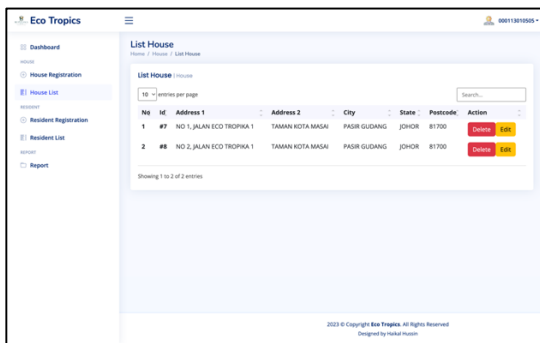 Eco Tropics
000113010505
Dashboard
HOUSE
House Registration
House List
RESIDENT
Resident Registration
Resident List
REPORT
Report
List House
Home / House / List House
List House | House
10 entries per page
Search...
No Id Address 1 Address 2 City State Postcode Action
1 #7 NO 1, JALAN ECO TROPIKA 1 TAMAN KOTA MASAI PASIR GUDANG JOHOR 81700 Delete Edit
2 #8 NO 2, JALAN ECO TROPIKA 1 TAMAN KOTA MASAI PASIR GUDANG JOHOR 81700 Delete Edit
Showing 1 to 2 of 2 entries
2023 © Copyright Eco Tropics. All Rights Reserved
Designed by Haikal Hussin